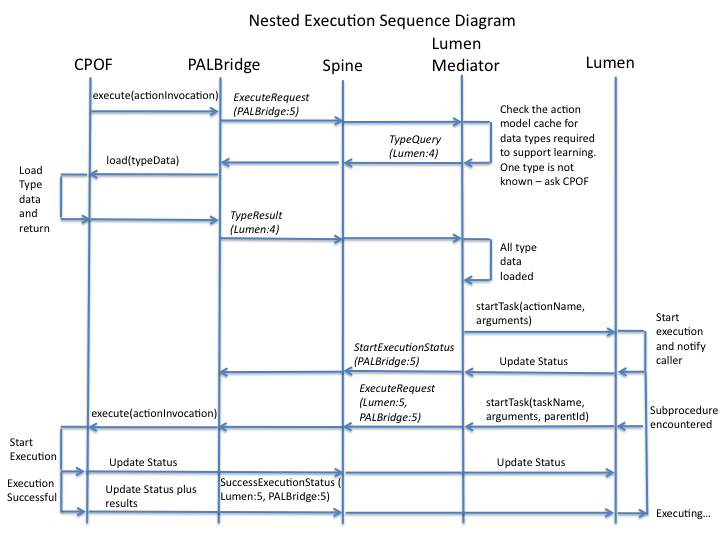 Nested Execution Sequence Diagram
CPOF
PALBridge
Spine
Lumen
Mediator
Lumen
execute(actionInvocation)
ExecuteRequest
(PALBridge:5)
Check the action
model cache for
data types required
to support learning.
One type is not
known – ask CPOF
TypeQuery
(Lumen:4)
load(typeData)
Load
Type
data
and
return
TypeResult
(Lumen:4)
All type
data
loaded
startTask(actionName,
arguments)
Start
execution
and notify
caller
StartExecutionStatus
(PALBridge:5)
Update Status
ExecuteRequest
(Lumen:5,
PALBridge:5)
execute(actionInvocation)
startTask(taskName,
arguments, parentId)
Subprocedure
encountered
Start
Execution
Update Status
Update Status
Execution
Successful
Update Status plus
results
SuccessExecutionStatus (
Lumen:5, PALBridge:5)
Executing...